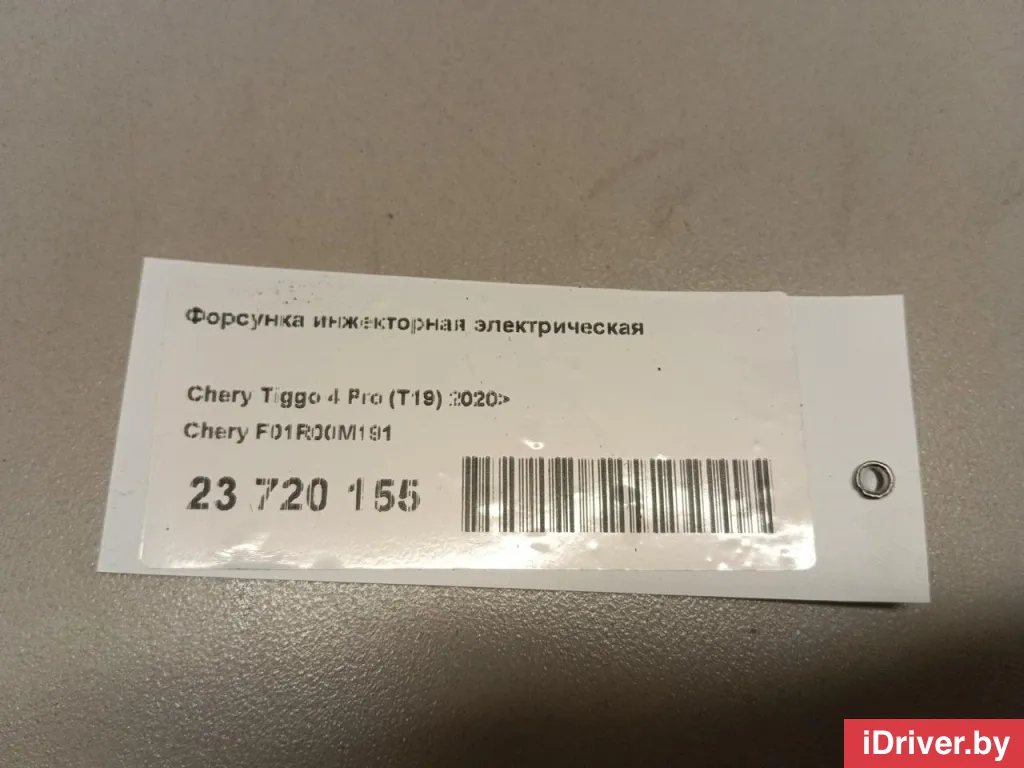 Форсунка инжекторная электрическая
Chery Tiggo 4 Pro (T19) 2020>
Chery F01R00M191
23 720 155
iDriver.by